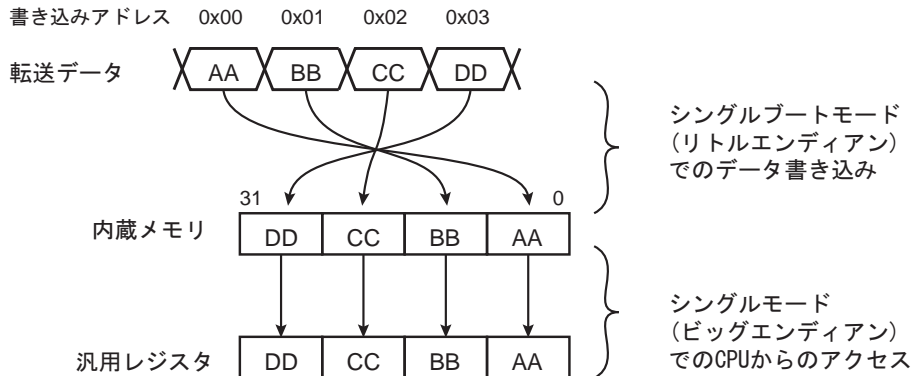 書き込みアドレス 0x00 0x01 0x02 0x03
転送データ AA BB CC DD
シングルブートモード
(リトルエンディアン)
でのデータ書き込み
31 0
内蔵メモリ DD CC BB AA
シングルモード
(ビッグエンディアン)
でのCPUからのアクセス
汎用レジスタ DD CC BB AA